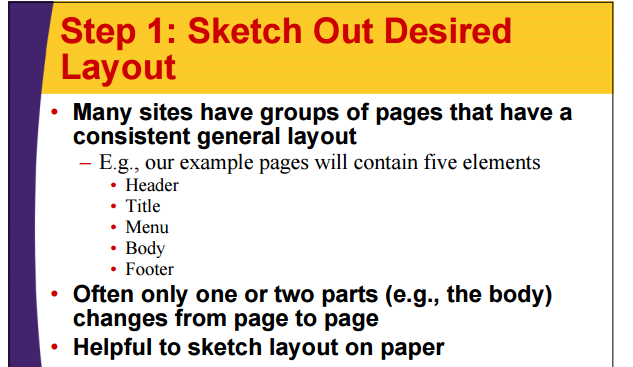 Step 1: Sketch Out Desired
Layout
• Many sites have groups of pages that have a
consistent general layout
– E.g., our example pages will contain five elements
• Header
• Title
• Menu
• Body
• Footer
• Often only one or two parts (e.g., the body)
changes from page to page
• Helpful to sketch layout on paper